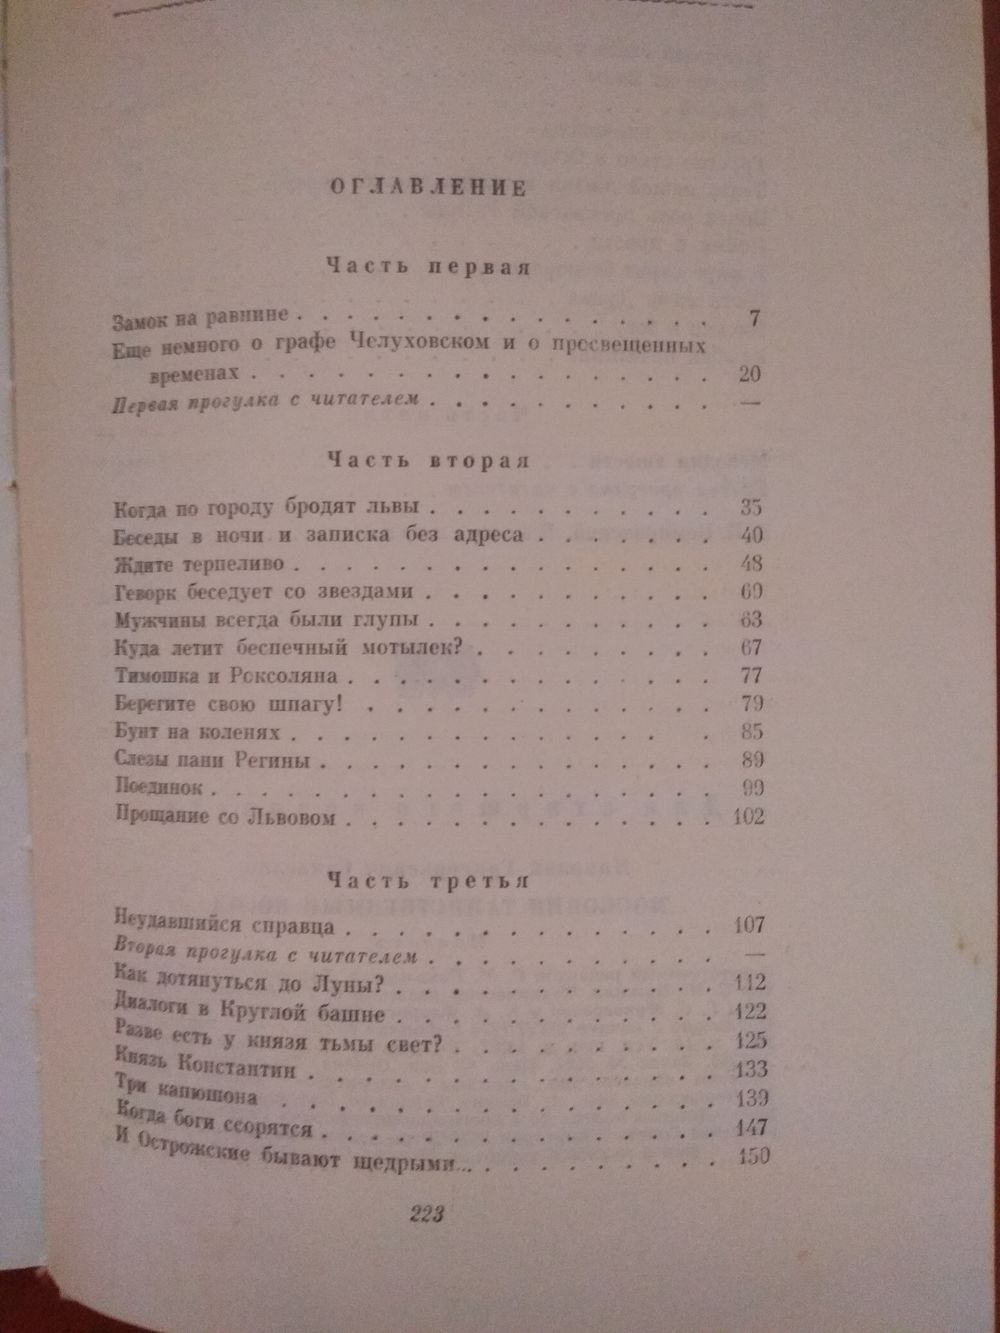 ОГЛАВЛЕНИЕ
Часть первая
Замок на равнине . . . . . . . . . . . . . . . . 7
Еще немного о графе Челуховском и о просвещенных
временах . . . . . . . . . . . . . . . . . . 20
Первая прогулка с читателем . . . . . . . . . . . —
Часть вторая
Когда по городу бродят львы . . . . . . . . . . . 35
Беседы в ночи и записка без адреса . . . . . . . 40
Ждите терпеливо . . . . . . . . . . . . . . . . 48
Геворк беседует со звездами . . . . . . . . . . . 60
Мужчины всегда были глупы . . . . . . . . . . . 63
Куда летит беспечный мотылек? . . . . . . . . . 67
Тимошка и Роксоляна . . . . . . . . . . . . . . 77
Берегите свою шпагу! . . . . . . . . . . . . . 79
Бунт на коленях . . . . . . . . . . . . . . . 85
Слезы пани Регины . . . . . . . . . . . . . . . 89
Поединок . . . . . . . . . . . . . . . . . . . 99
Прощание со Львовом . . . . . . . . . . . . . . 102
Часть третья
Неудавшийся справца . . . . . . . . . . . . . . 107
Вторая прогулка с читателем . . . . . . . . . . . —
Как дотянуться до Луны? . . . . . . . . . . . . 112
Диалоги в Круглой башне . . . . . . . . . . . . 122
Разве есть у князя тьмы свет? . . . . . . . . . . 125
Князь Константин . . . . . . . . . . . . . . . 133
Три капюшона . . . . . . . . . . . . . . . . 139
Когда боги ссорятся . . . . . . . . . . . . . . 147
И Острожские бывают щедрыми... . . . . . . . . . 150
223